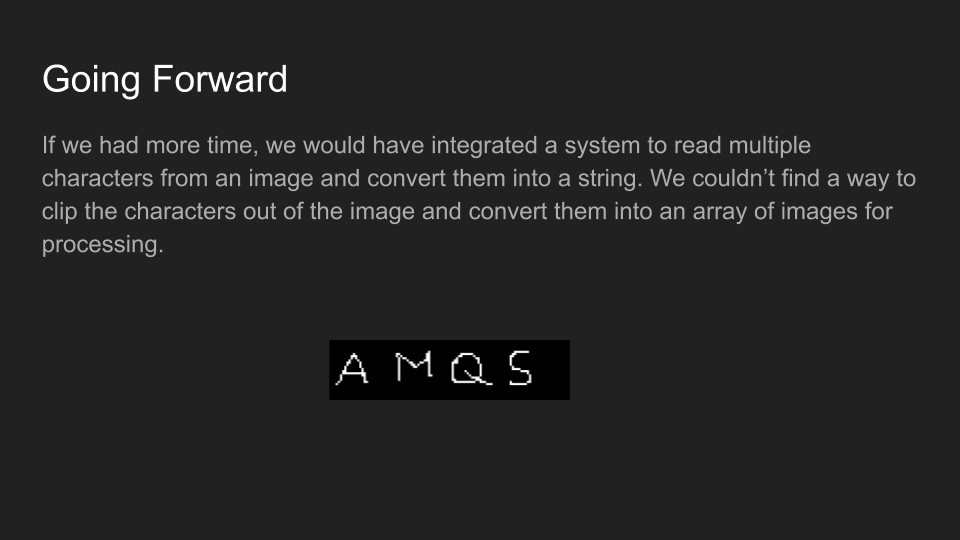 Going Forward
If we had more time, we would have integrated a system to read multiple
characters from an image and convert them into a string. We couldn’t find a way to
clip the characters out of the image and convert them into an array of images for
processing.
A M Q S